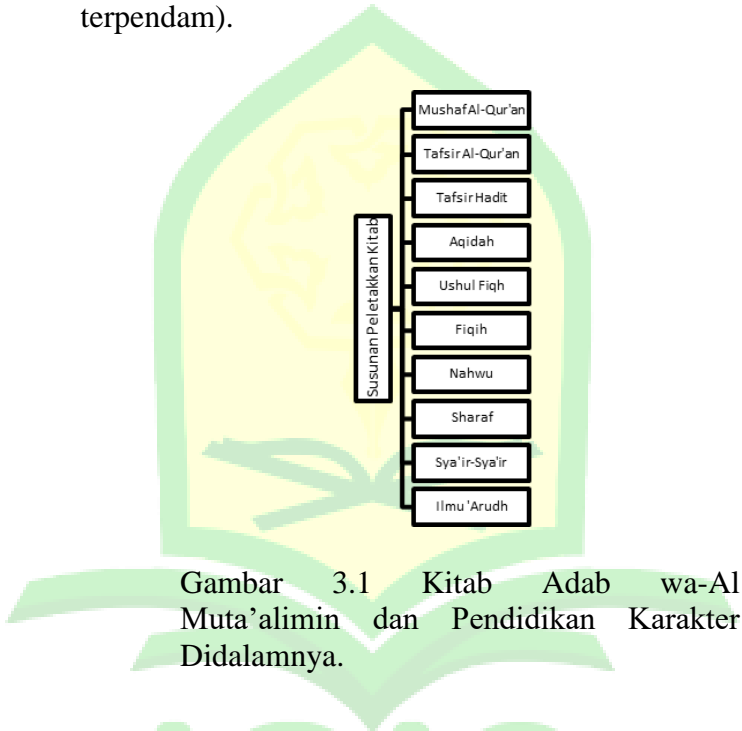 terpendam).
Mushaf Al-Qur'an
Tafsir Al-Qur'an
Tafsir Hadit
Aqidah
Susunan Peletakkan Kitab
Ushul Fiqh
Fiqih
Nahwu
Sharaf
Sya'ir-Sya'ir
Ilmu 'Arudh
Gambar 3.1 Kitab Adab wa-Al
Muta'alimin dan Pendidikan Karakter
Didalamnya.